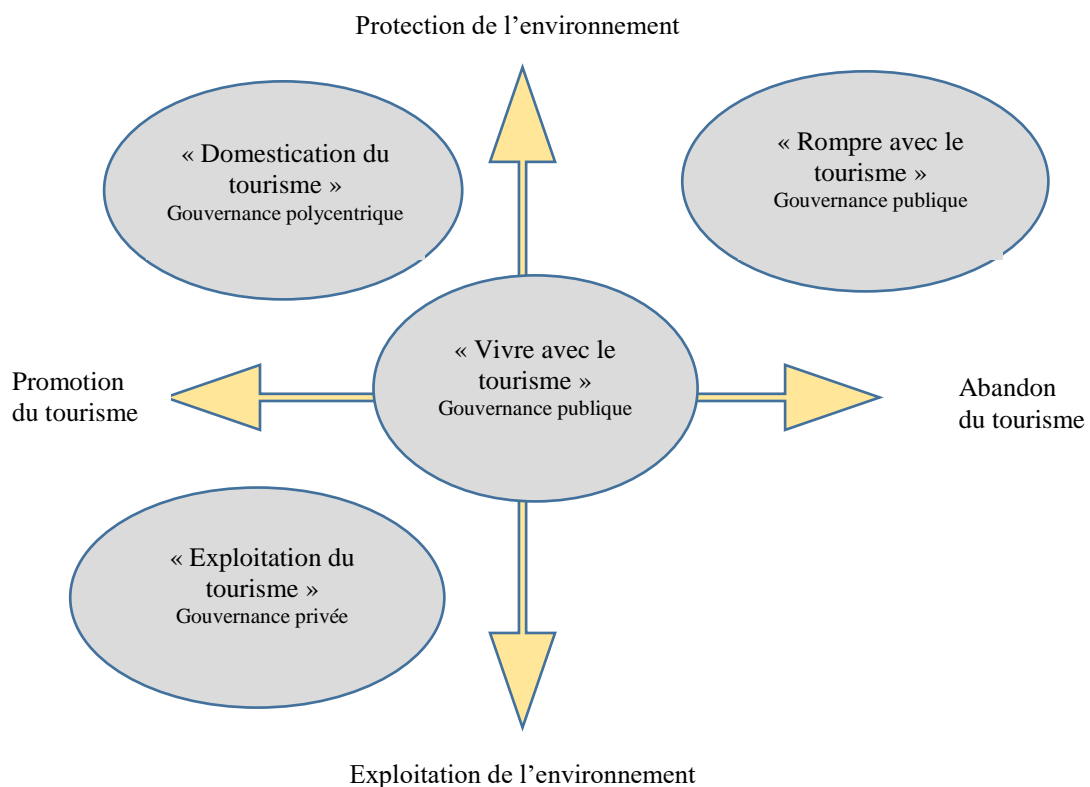 Protection de l’environnement
« Domestication du
tourisme »
Gouvernance polycentrique
« Rompre avec le
tourisme »
Gouvernance publique
« Vivre avec le
tourisme »
Gouvernance publique
Promotion
du tourisme
Abandon
du tourisme
« Exploitation du
tourisme »
Gouvernance privée
Exploitation de l’environnement